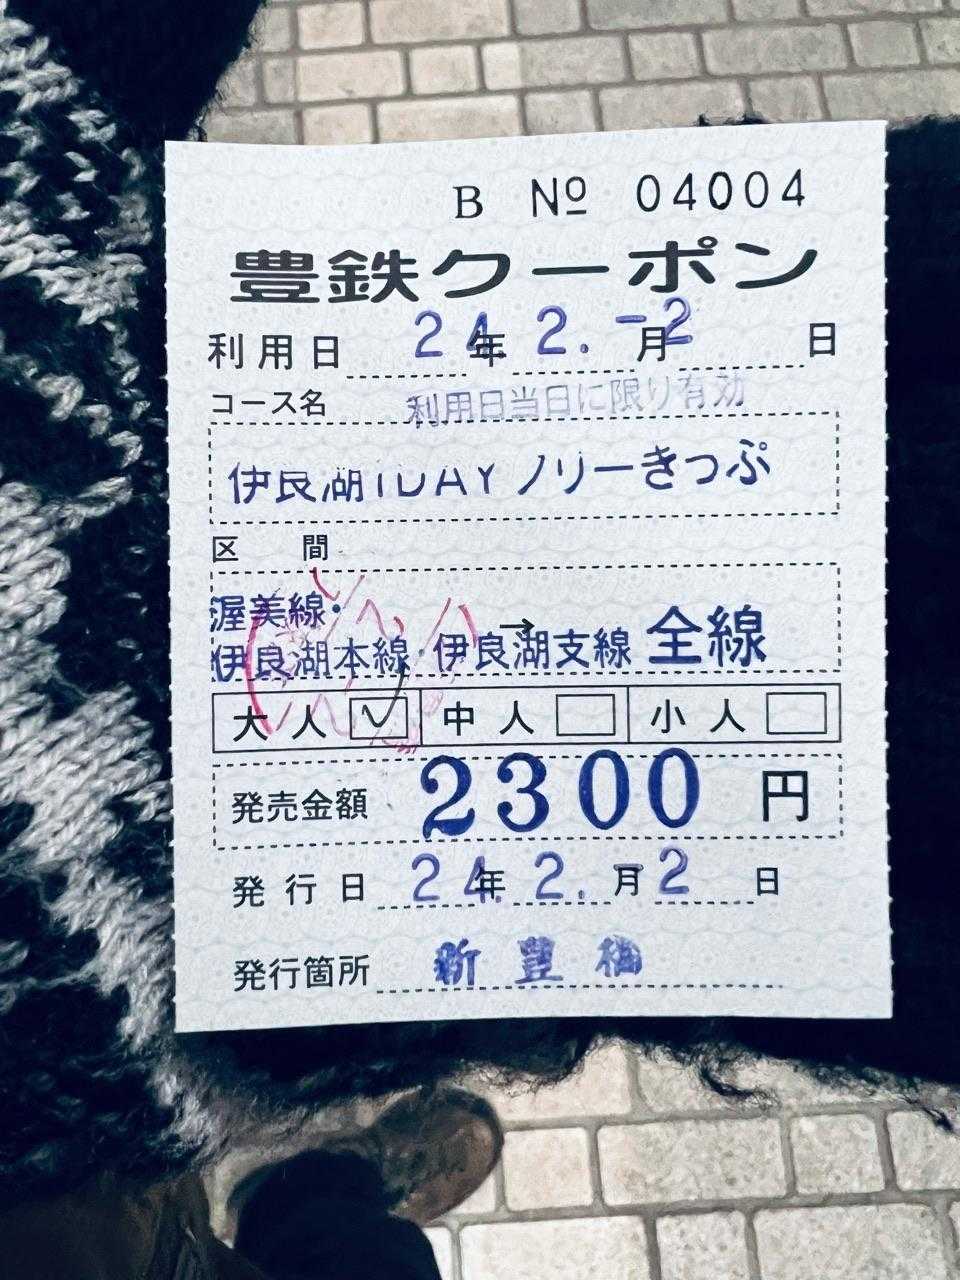 B № 04004
豊鉄クーポン
利用日 24年 2.月-2 日
コース名 利用日当日に限り有効
伊良湖1DAYフリーきっぷ
区間
渥美線・
伊良湖本線・伊良湖支線 全線
→
大人 ✓ 中人 小人
発売金額 2300円
発行日 24年 2.月-2 日
発行箇所 新豊橋